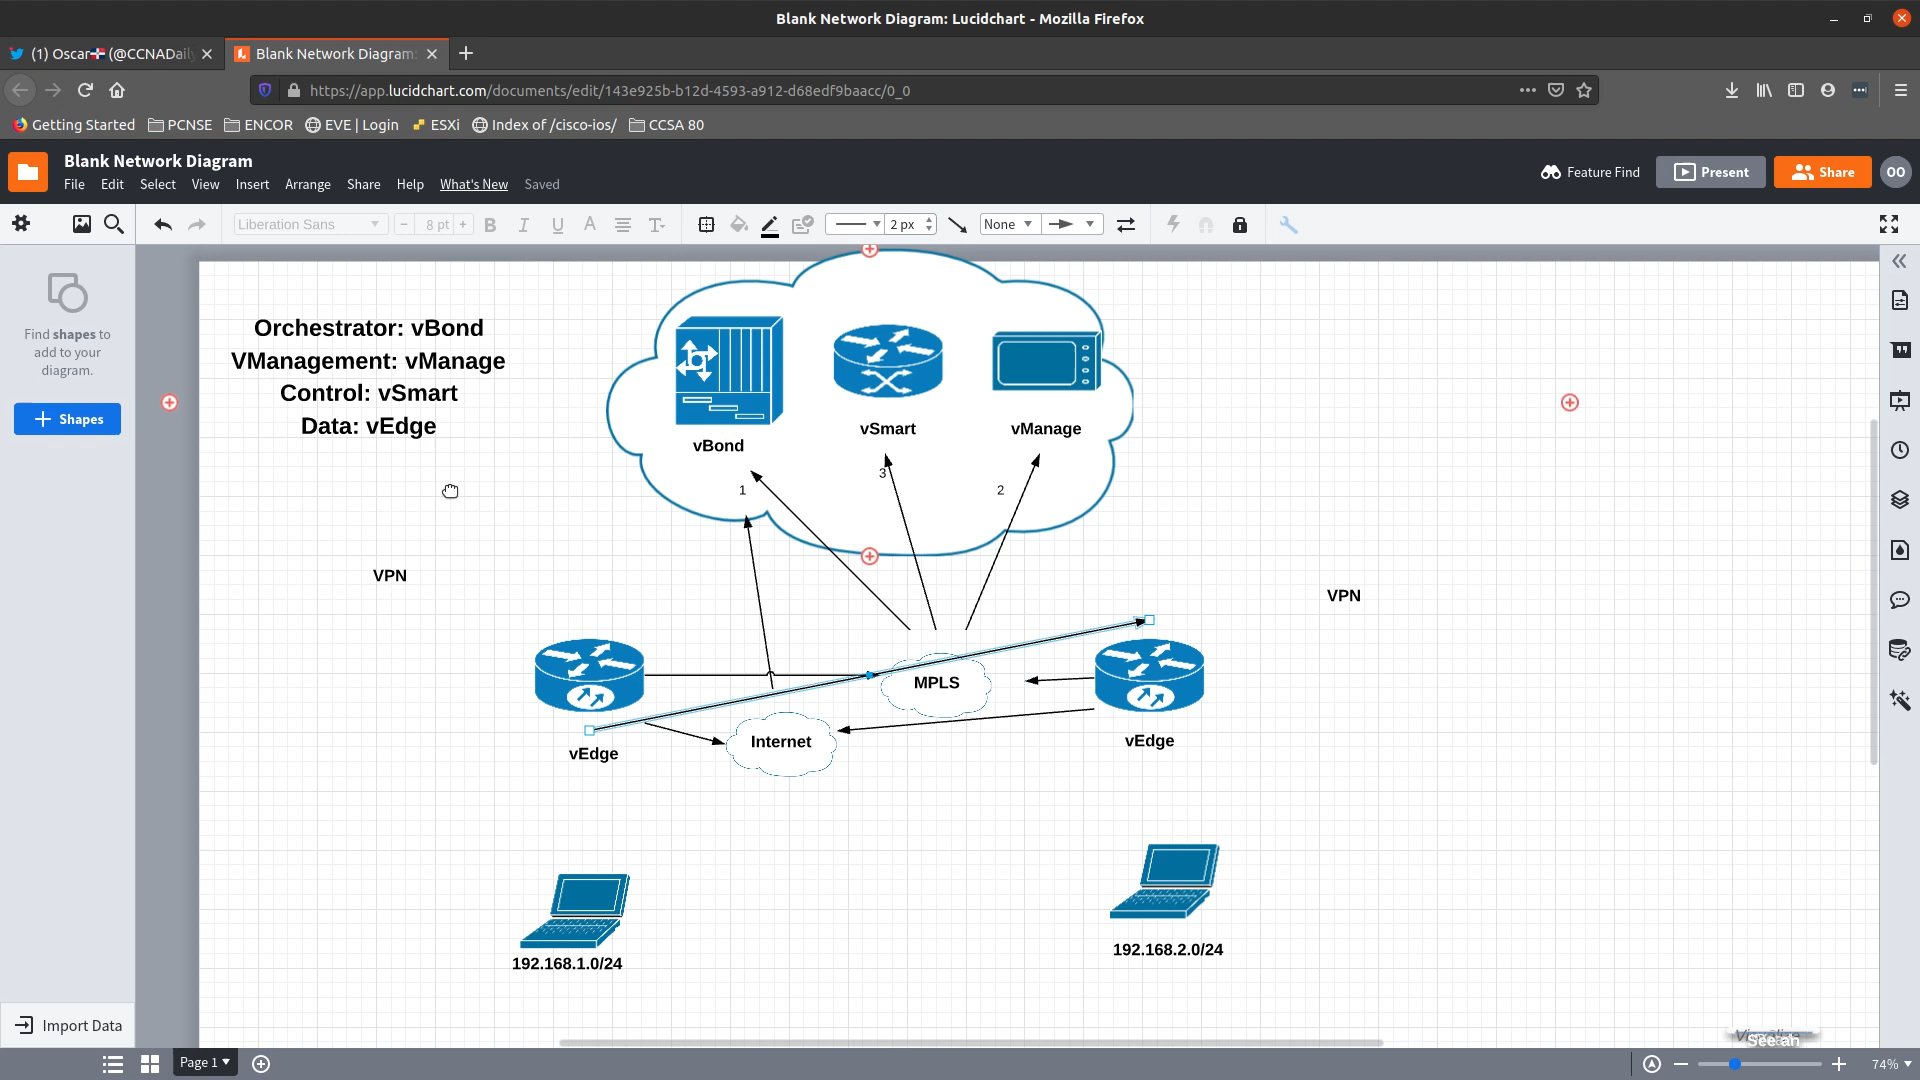 Blank Network Diagram: Lucidchart - Mozilla Firefox
(1) Oscar (@CCNADaily
Blank Network Diagram:
https://app.lucidchart.com/documents/edit/143e925b-b12d-4593-a912-d68edf9baacc/0_0
Getting Started PCNSE ENCOR EVE | Login ESXi Index of /cisco-ios/ CCSA 80
Blank Network Diagram
File Edit Select View Insert Arrange Share Help What's New Saved
Feature Find Present Share OO
Liberation Sans 8 pt B I U A T 2 px None
Find shapes to
add to your
diagram.
+ Shapes
Import Data
Orchestrator: vBond
VManagement: vManage
Control: vSmart
Data: vEdge
vBond
vSmart
vManage
1
3
2
VPN
VPN
MPLS
Internet
vEdge
vEdge
192.168.1.0/24
192.168.2.0/24
See an
Page 1
74%